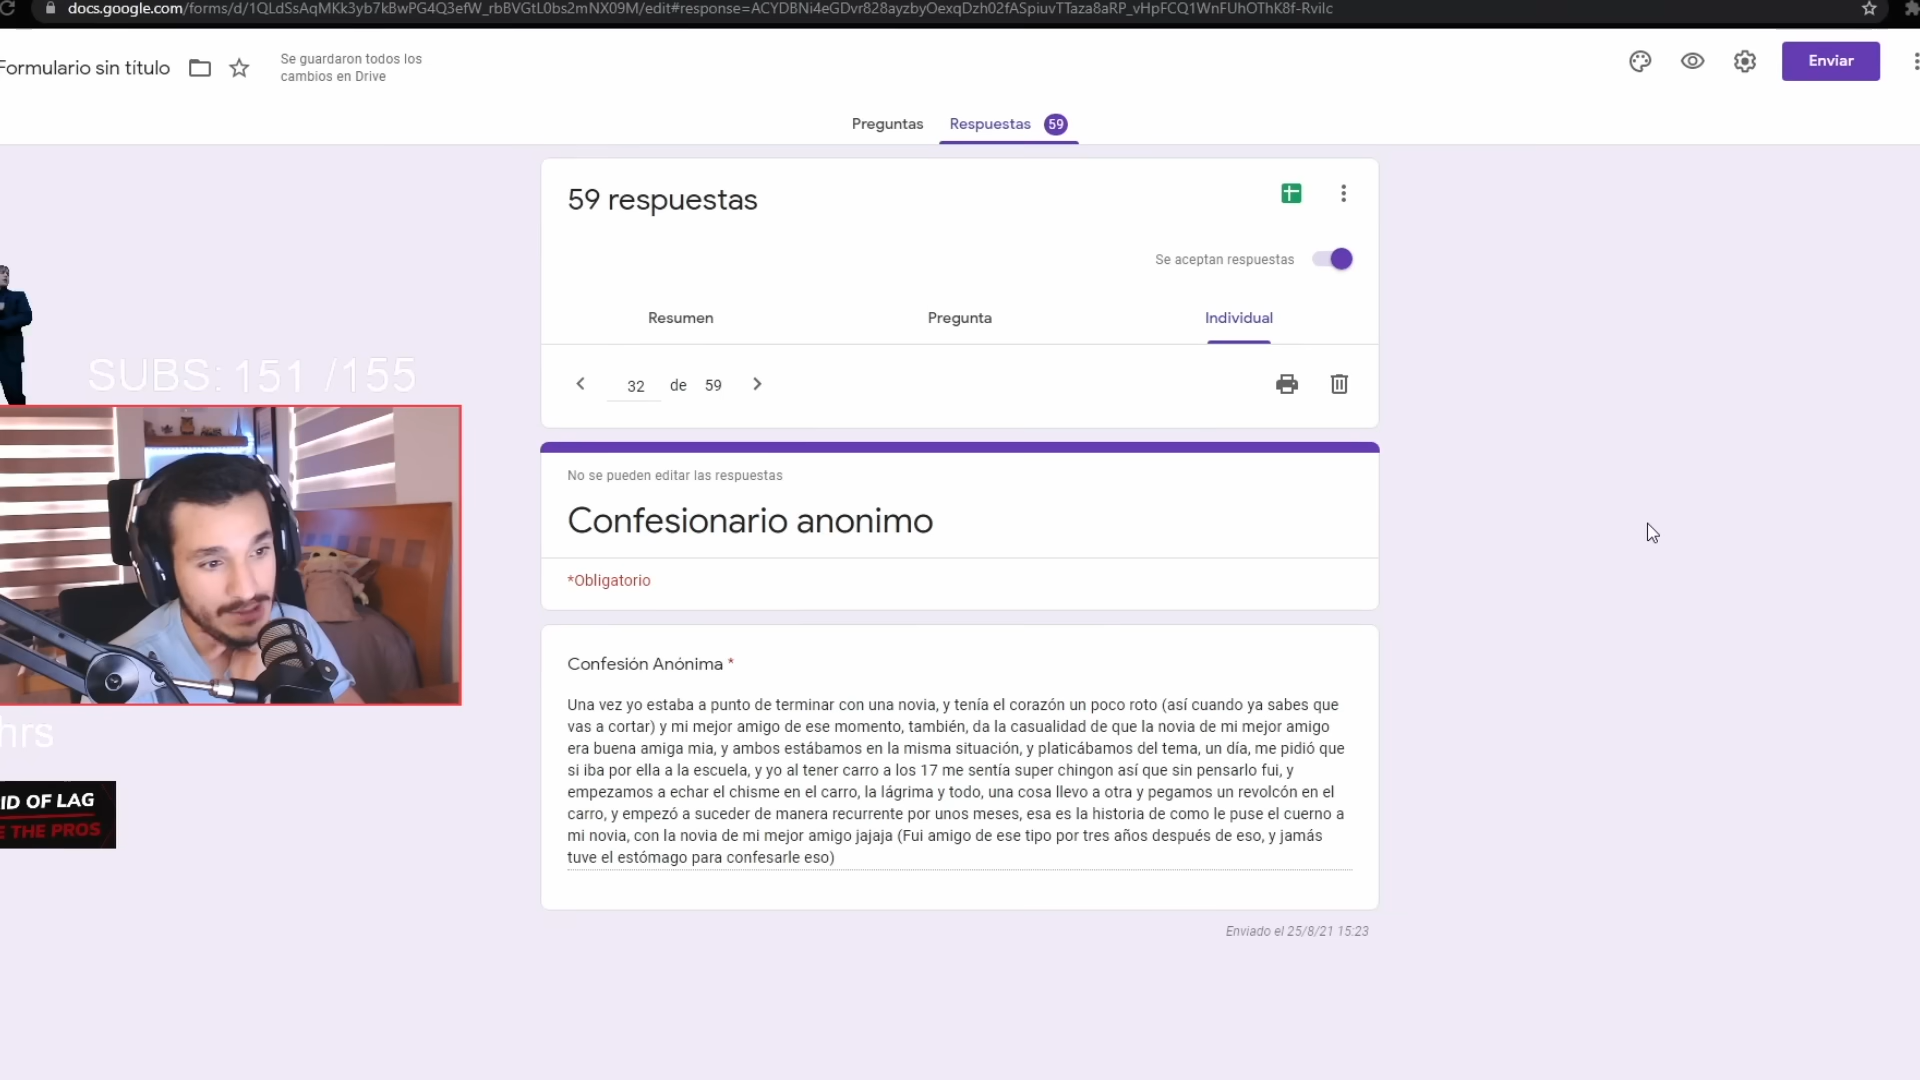 docs.google.com/forms/d/1QLdSsAqMKk3yb7kBwPG4Q3efW_rbBVGtL0bs2mNX09M/edit#response=ACYDBNi4eGDvr828ayzbyOexqDzh02fASpiuvTTaza8aRP_vHpFCQ1WnFUhOThK8f-Rvilc
Formulario sin título
Se guardaron todos los
cambios en Drive
Enviar
Preguntas Respuestas 59
59 respuestas
Se aceptan respuestas
Resumen Pregunta Individual
SUBS: 151 /155
32 de 59
No se pueden editar las respuestas
Confesionario anonimo
*Obligatorio
Confesión Anónima *
Una vez yo estaba a punto de terminar con una novia, y tenía el corazón un poco roto (así cuando ya sabes que
vas a cortar) y mi mejor amigo de ese momento, también, da la casualidad de que la novia de mi mejor amigo
era buena amiga mia, y ambos estábamos en la misma situación, y platicábamos del tema, un día, me pidió que
si iba por ella a la escuela, y yo al tener carro a los 17 me sentía super chingon así que sin pensarlo fui, y
empezamos a echar el chisme en el carro, la lágrima y todo, una cosa llevo a otra y pegamos un revolcón en el
carro, y empezó a suceder de manera recurrente por unos meses, esa es la historia de como le puse el cuerno a
mi novia, con la novia de mi mejor amigo jajaja (Fui amigo de ese tipo por tres años después de eso, y jamás
tuve el estómago para confesarle eso)
hrs
ID OF LAG
E THE PROS
Enviado el 25/8/21 15:23